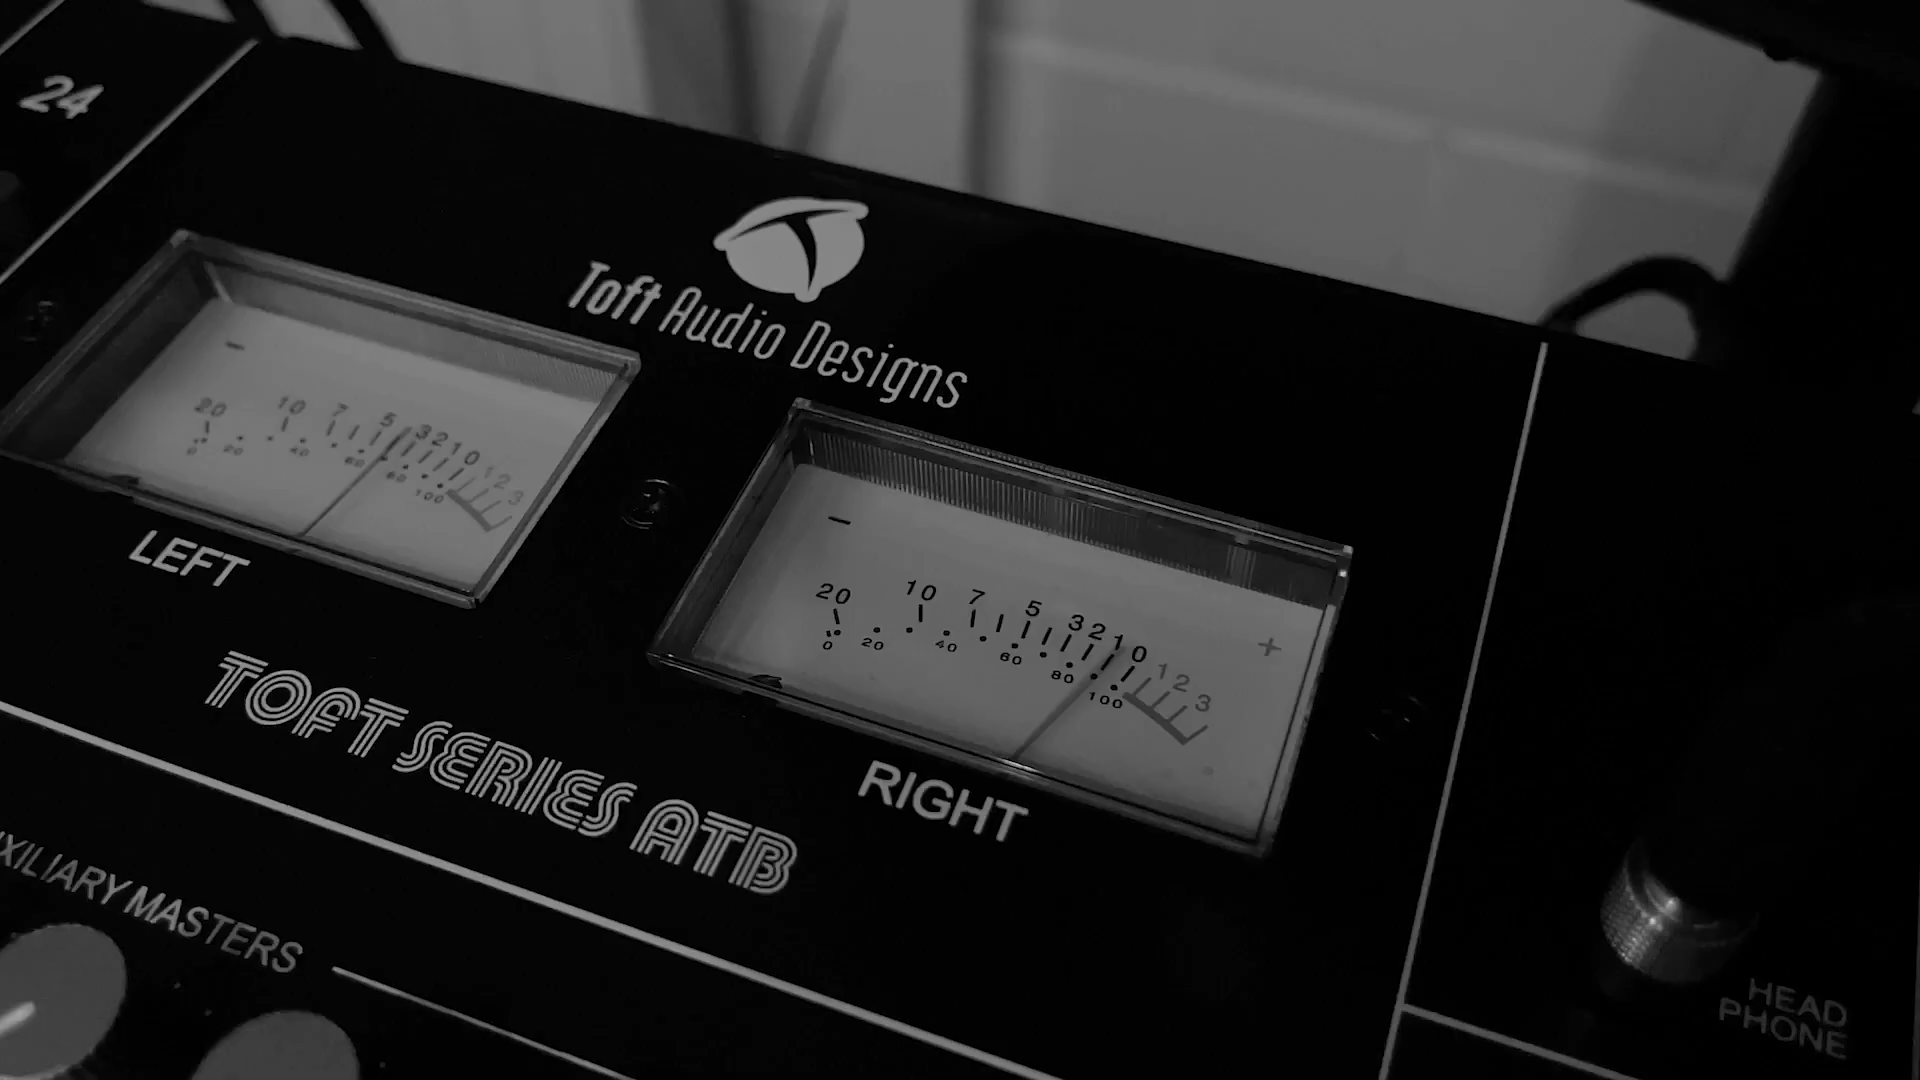 24
Toft Audio Designs
−
20 10 7 5 3 2 1 0 1 2 3
0 20 40 60 80 100
LEFT
− +
20 10 7 5 3 2 1 0 1 2 3
0 20 40 60 80 100
RIGHT
TOFT SERIES ATB
UXILIARY MASTERS
HEAD
PHONE